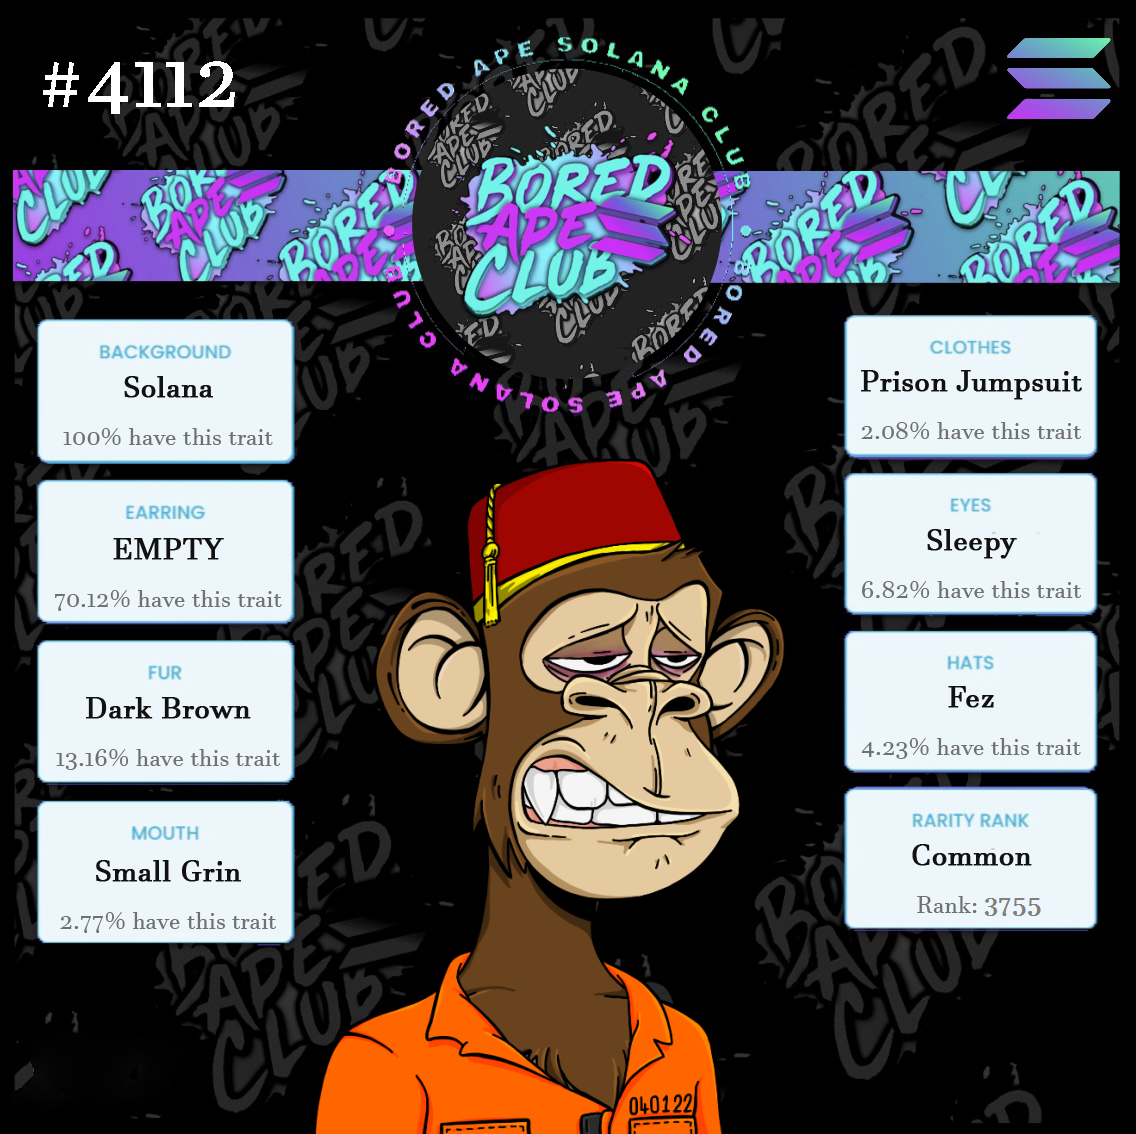 #4112
BORED APE SOLANA CLUB
BORED APE SOLANA CLUB
BORED
APE
CLUB
BACKGROUND
Solana
100% have this trait
EARRING
EMPTY
70.12% have this trait
FUR
Dark Brown
13.16% have this trait
MOUTH
Small Grin
2.77% have this trait
CLOTHES
Prison Jumpsuit
2.08% have this trait
EYES
Sleepy
6.82% have this trait
HATS
Fez
4.23% have this trait
RARITY RANK
Common
Rank: 3755
040122